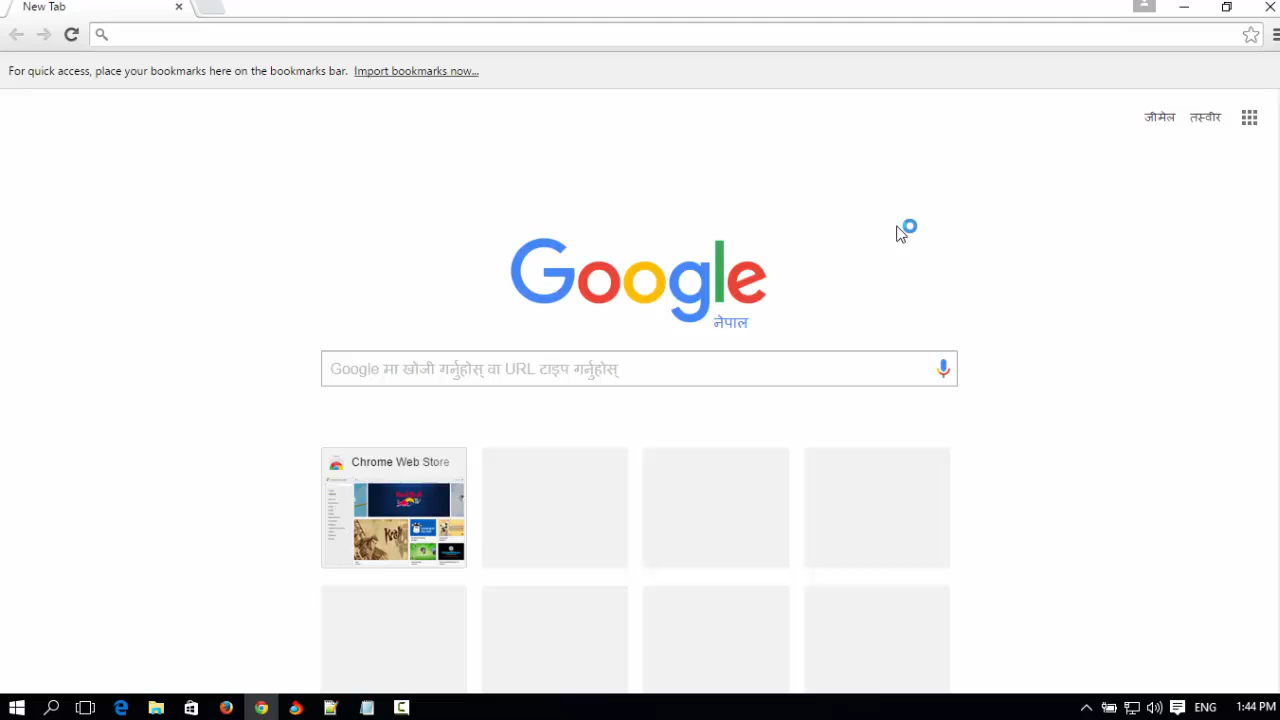 New Tab
For quick access, place your bookmarks here on the bookmarks bar. Import bookmarks now...
जीमेल तस्वीर
Google
नेपाल
Google मा खोजी गर्नुहोस् वा URL टाइप गर्नुहोस्
Chrome Web Store
ENG 1:44 PM